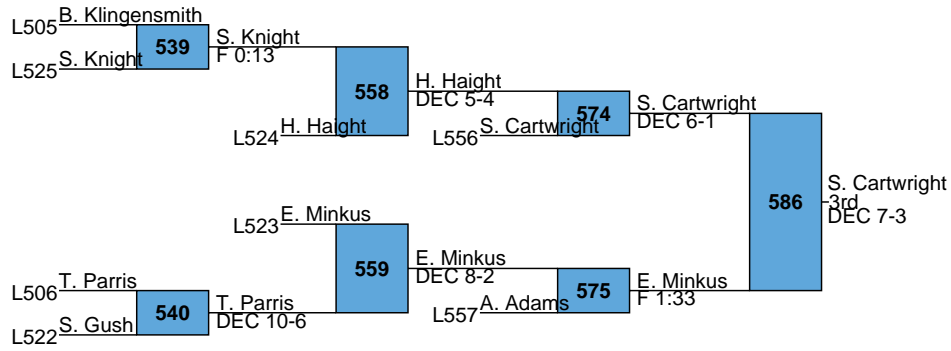 L505 B. Klingensmith
539
S. Knight
F 0:13
L525 S. Knight
558
H. Haight
DEC 5-4
L524 H. Haight
574
S. Cartwright
DEC 6-1
L556 S. Cartwright
586
S. Cartwright
3rd
DEC 7-3
L523 E. Minkus
559
E. Minkus
DEC 8-2
L506 T. Parris
540
T. Parris
DEC 10-6
L522 S. Gush
575
E. Minkus
F 1:33
L557 A. Adams